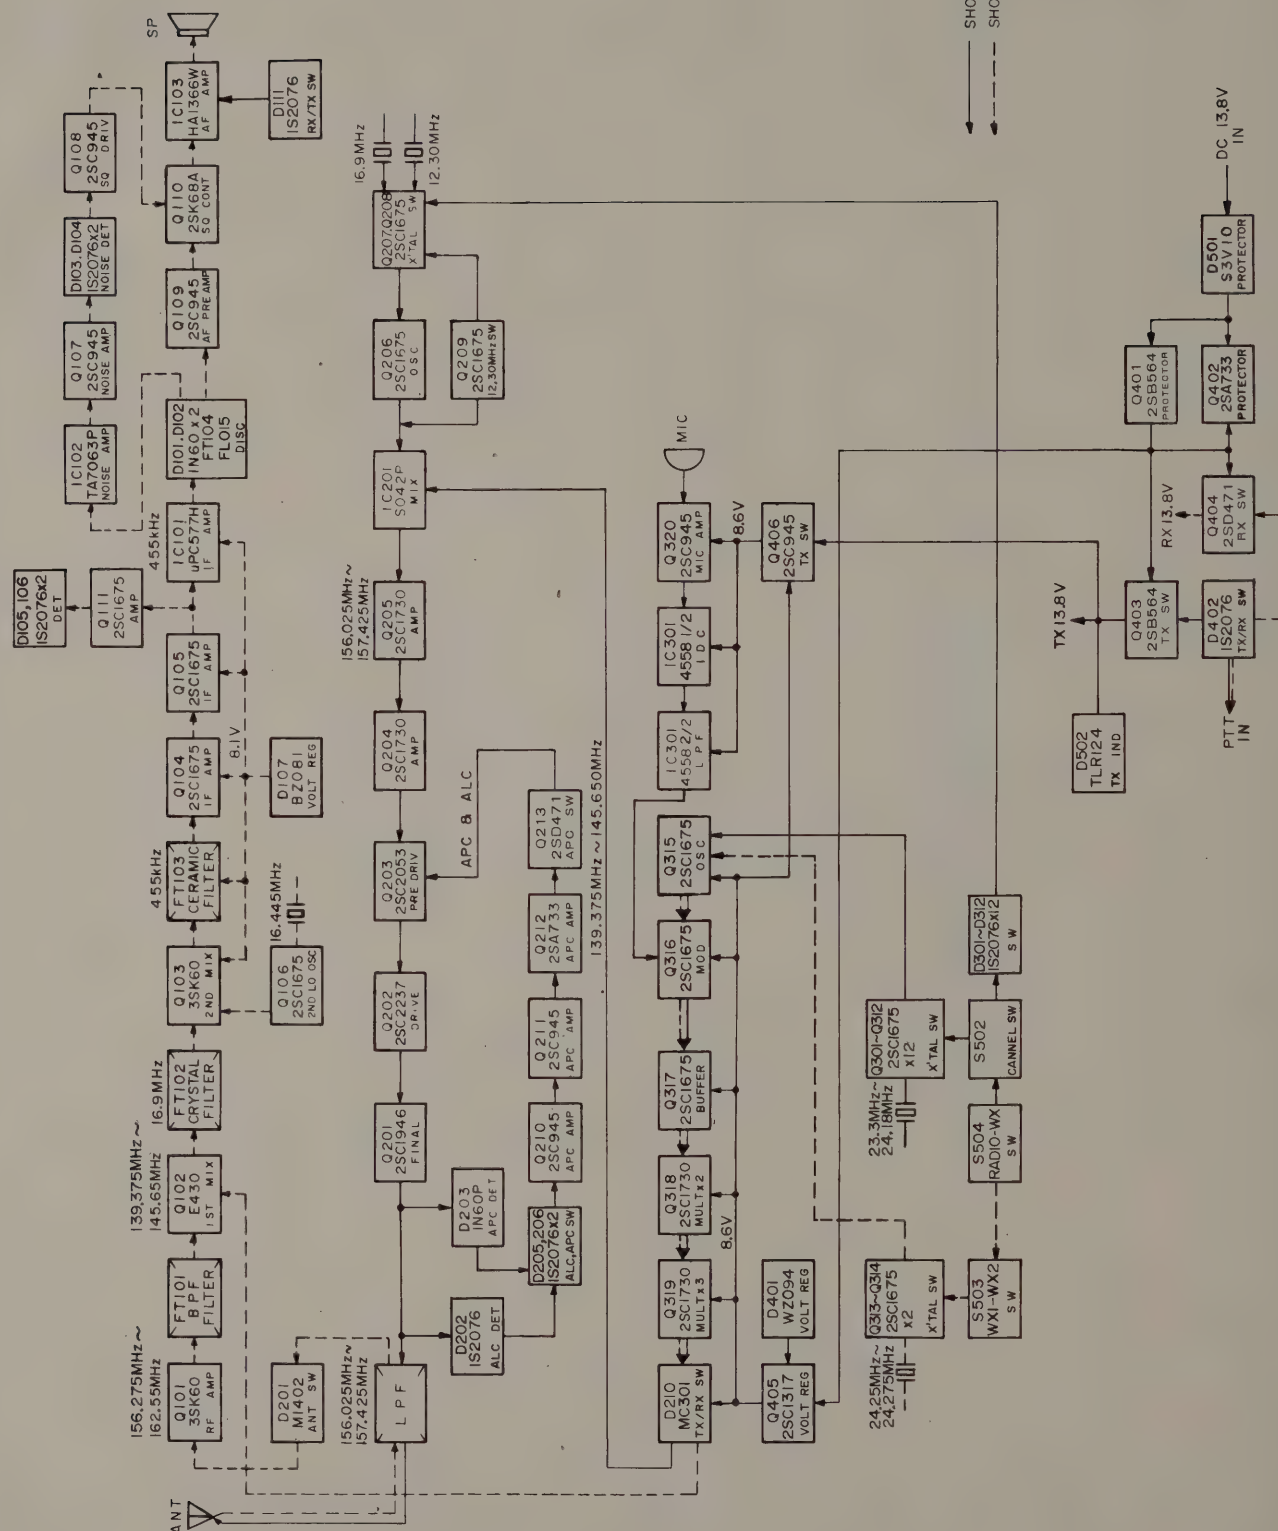 SP
Q108
2SC945
SQ DRIV
IC103
HA1366W
AF AMP
D111
1S2076
RX/TX SW
D103.D104
1S2076x2
NOISE DET
Q110
2SK68A
SQ CONT
Q107
2SC945
NOISE AMP
Q109
2SC945
AF PRE AMP
IC102
TA7063P
NOISE AMP
D101.D102
IN60 x 2
FT104
FL015
DISC
455kHz
IC101
uPC577H
IF AMP
D105,106
1S2076x2
DET
Q111
2SC1675
AMP
Q105
2SC1675
IF AMP
Q104
2SC1675
IF AMP
8.1V
D107
BZ081
VOLT REG
455kHz
FT103
CERAMIC
FILTER
Q103
3SK60
2ND MIX
16.445MHz
Q106
2SC1675
2ND LO OSC
16.9MHz
FT102
CRYSTAL
FILTER
139.375MHz~
145.65MHz
Q102
E430
1ST MIX
FT101
BPF
FILTER
156.275MHz~
162.55MHz
Q101
3SK60
RF AMP
D201
M1402
ANT SW
ANT
16.9MHz
12.30MHz
Q207.Q208
2SC1675
X'TAL SW
Q206
2SC1675
OSC
Q209
2SC1675
12.30MHz SW
IC201
SO42P
MIX
156.025MHz~
157.425MHz
Q205
2SC1730
AMP
Q204
2SC1730
AMP
Q203
2SC2053
PRE DRIV
APC & ALC
Q202
2SC2237
DRIVE
Q201
2SC1946
FINAL
156.025MHz~
157.425MHz
LPF
D203
IN60P
APC DET
D202
1S2076
ALC DET
D205,206
1S2076x2
ALC,APC SW
Q210
2SC945
APC AMP
Q211
2SC945
APC AMP
Q212
2SA733
APC AMP
Q213
2SD471
APC SW
139.375MHz~145.650MHz
MIC
Q320
2SC945
MIC AMP
8.6V
IC301
4558 1/2
IDC
IC301
4558 2/2
LPF
Q406
2SC945
TX SW
Q315
2SC1675
OSC
Q316
2SC1675
MOD
Q317
2SC1675
BUFFER
Q318
2SC1730
MULT x2
8.6V
Q319
2SC1730
MULT x3
D210
MC301
TX/RX SW
D401
WZ094
VOLT REG
Q405
2SC1317
VOLT REG
Q301~Q312
2SC1675
x12
X'TAL SW
23.3MHz~
24.18MHz
Q313~Q314
2SC1675
x2
X'TAL SW
24.25MHz~
24.275MHz
D301~D312
1S2076x12
SW
S502
CANNEL SW
S504
RADIO-WX
SW
S503
WX1-WX2
SW
SHO
SHO
DC 13.8V
IN
D501
S3V10
PROTECTOR
Q401
2SB564
PROTECTOR
Q402
2SA733
PROTECTOR
RX 13.8V
Q404
2SD471
RX SW
TX 13.8V
Q403
2SB564
TX SW
D402
1S2076
TX/RX SW
D502
TLR124
TX IND
PTT
IN